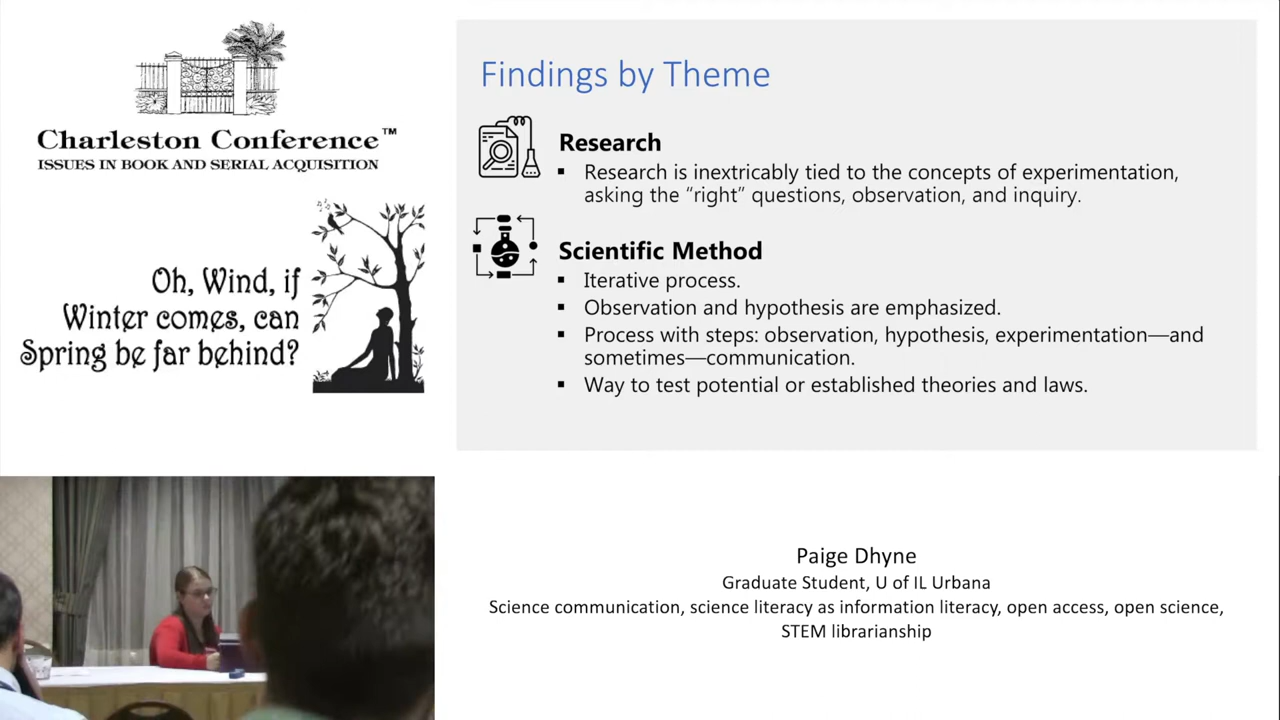 Charleston Conference™
ISSUES IN BOOK AND SERIAL ACQUISITION
Oh, Wind, if
Winter comes, can
Spring be far behind?
Findings by Theme
Research
▪ Research is inextricably tied to the concepts of experimentation,
asking the “right” questions, observation, and inquiry.
Scientific Method
▪ Iterative process.
▪ Observation and hypothesis are emphasized.
▪ Process with steps: observation, hypothesis, experimentation—and
sometimes—communication.
▪ Way to test potential or established theories and laws.
Paige Dhyne
Graduate Student, U of IL Urbana
Science communication, science literacy as information literacy, open access, open science,
STEM librarianship